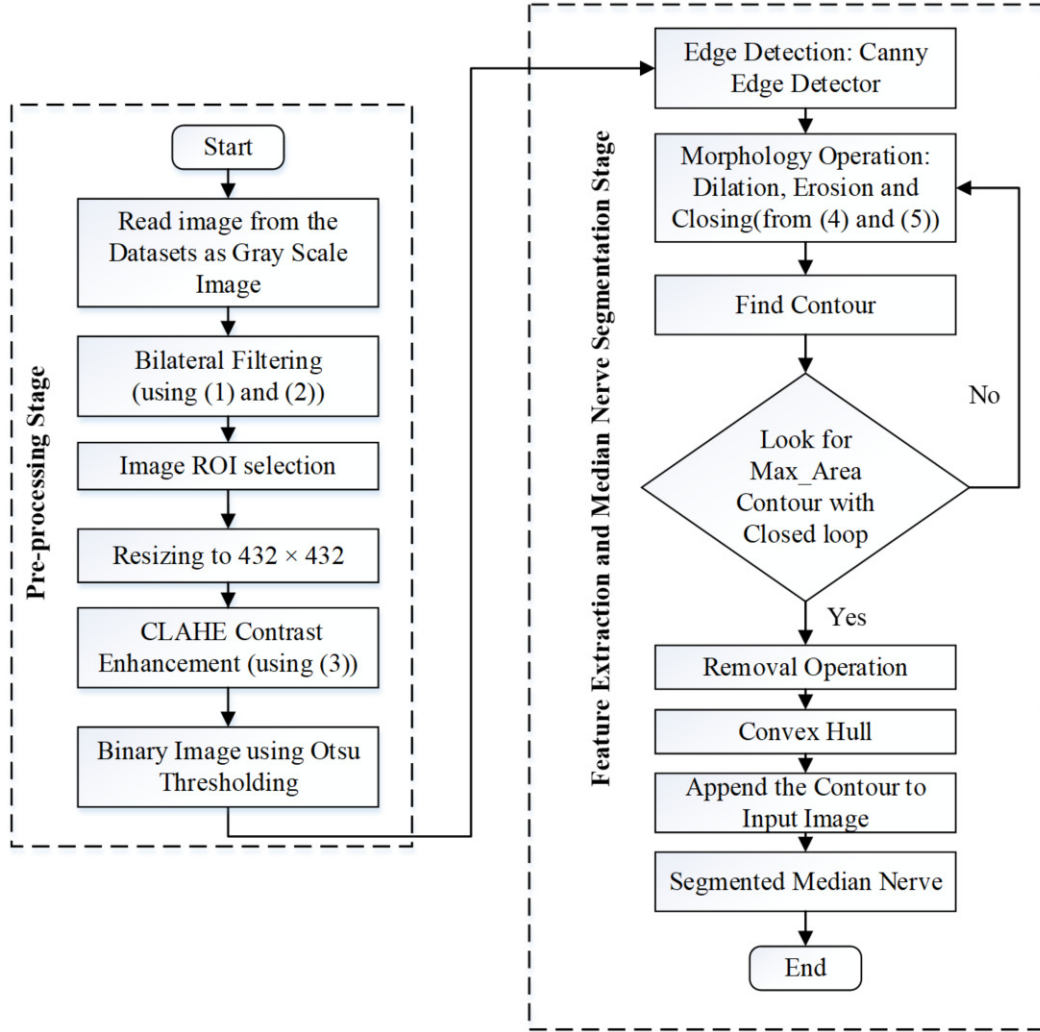 Pre-processing Stage
Start
Read image from the
Datasets as Gray Scale
Image
Bilateral Filtering
(using (1) and (2))
Image ROI selection
Resizing to 432 × 432
CLAHE Contrast
Enhancement (using (3))
Binary Image using Otsu
Thresholding
Feature Extraction and Median Nerve Segmentation Stage
Edge Detection: Canny
Edge Detector
Morphology Operation:
Dilation, Erosion and
Closing(from (4) and (5))
Find Contour
Look for
Max_Area
Contour with
Closed loop
No
Yes
Removal Operation
Convex Hull
Append the Contour to
Input Image
Segmented Median Nerve
End